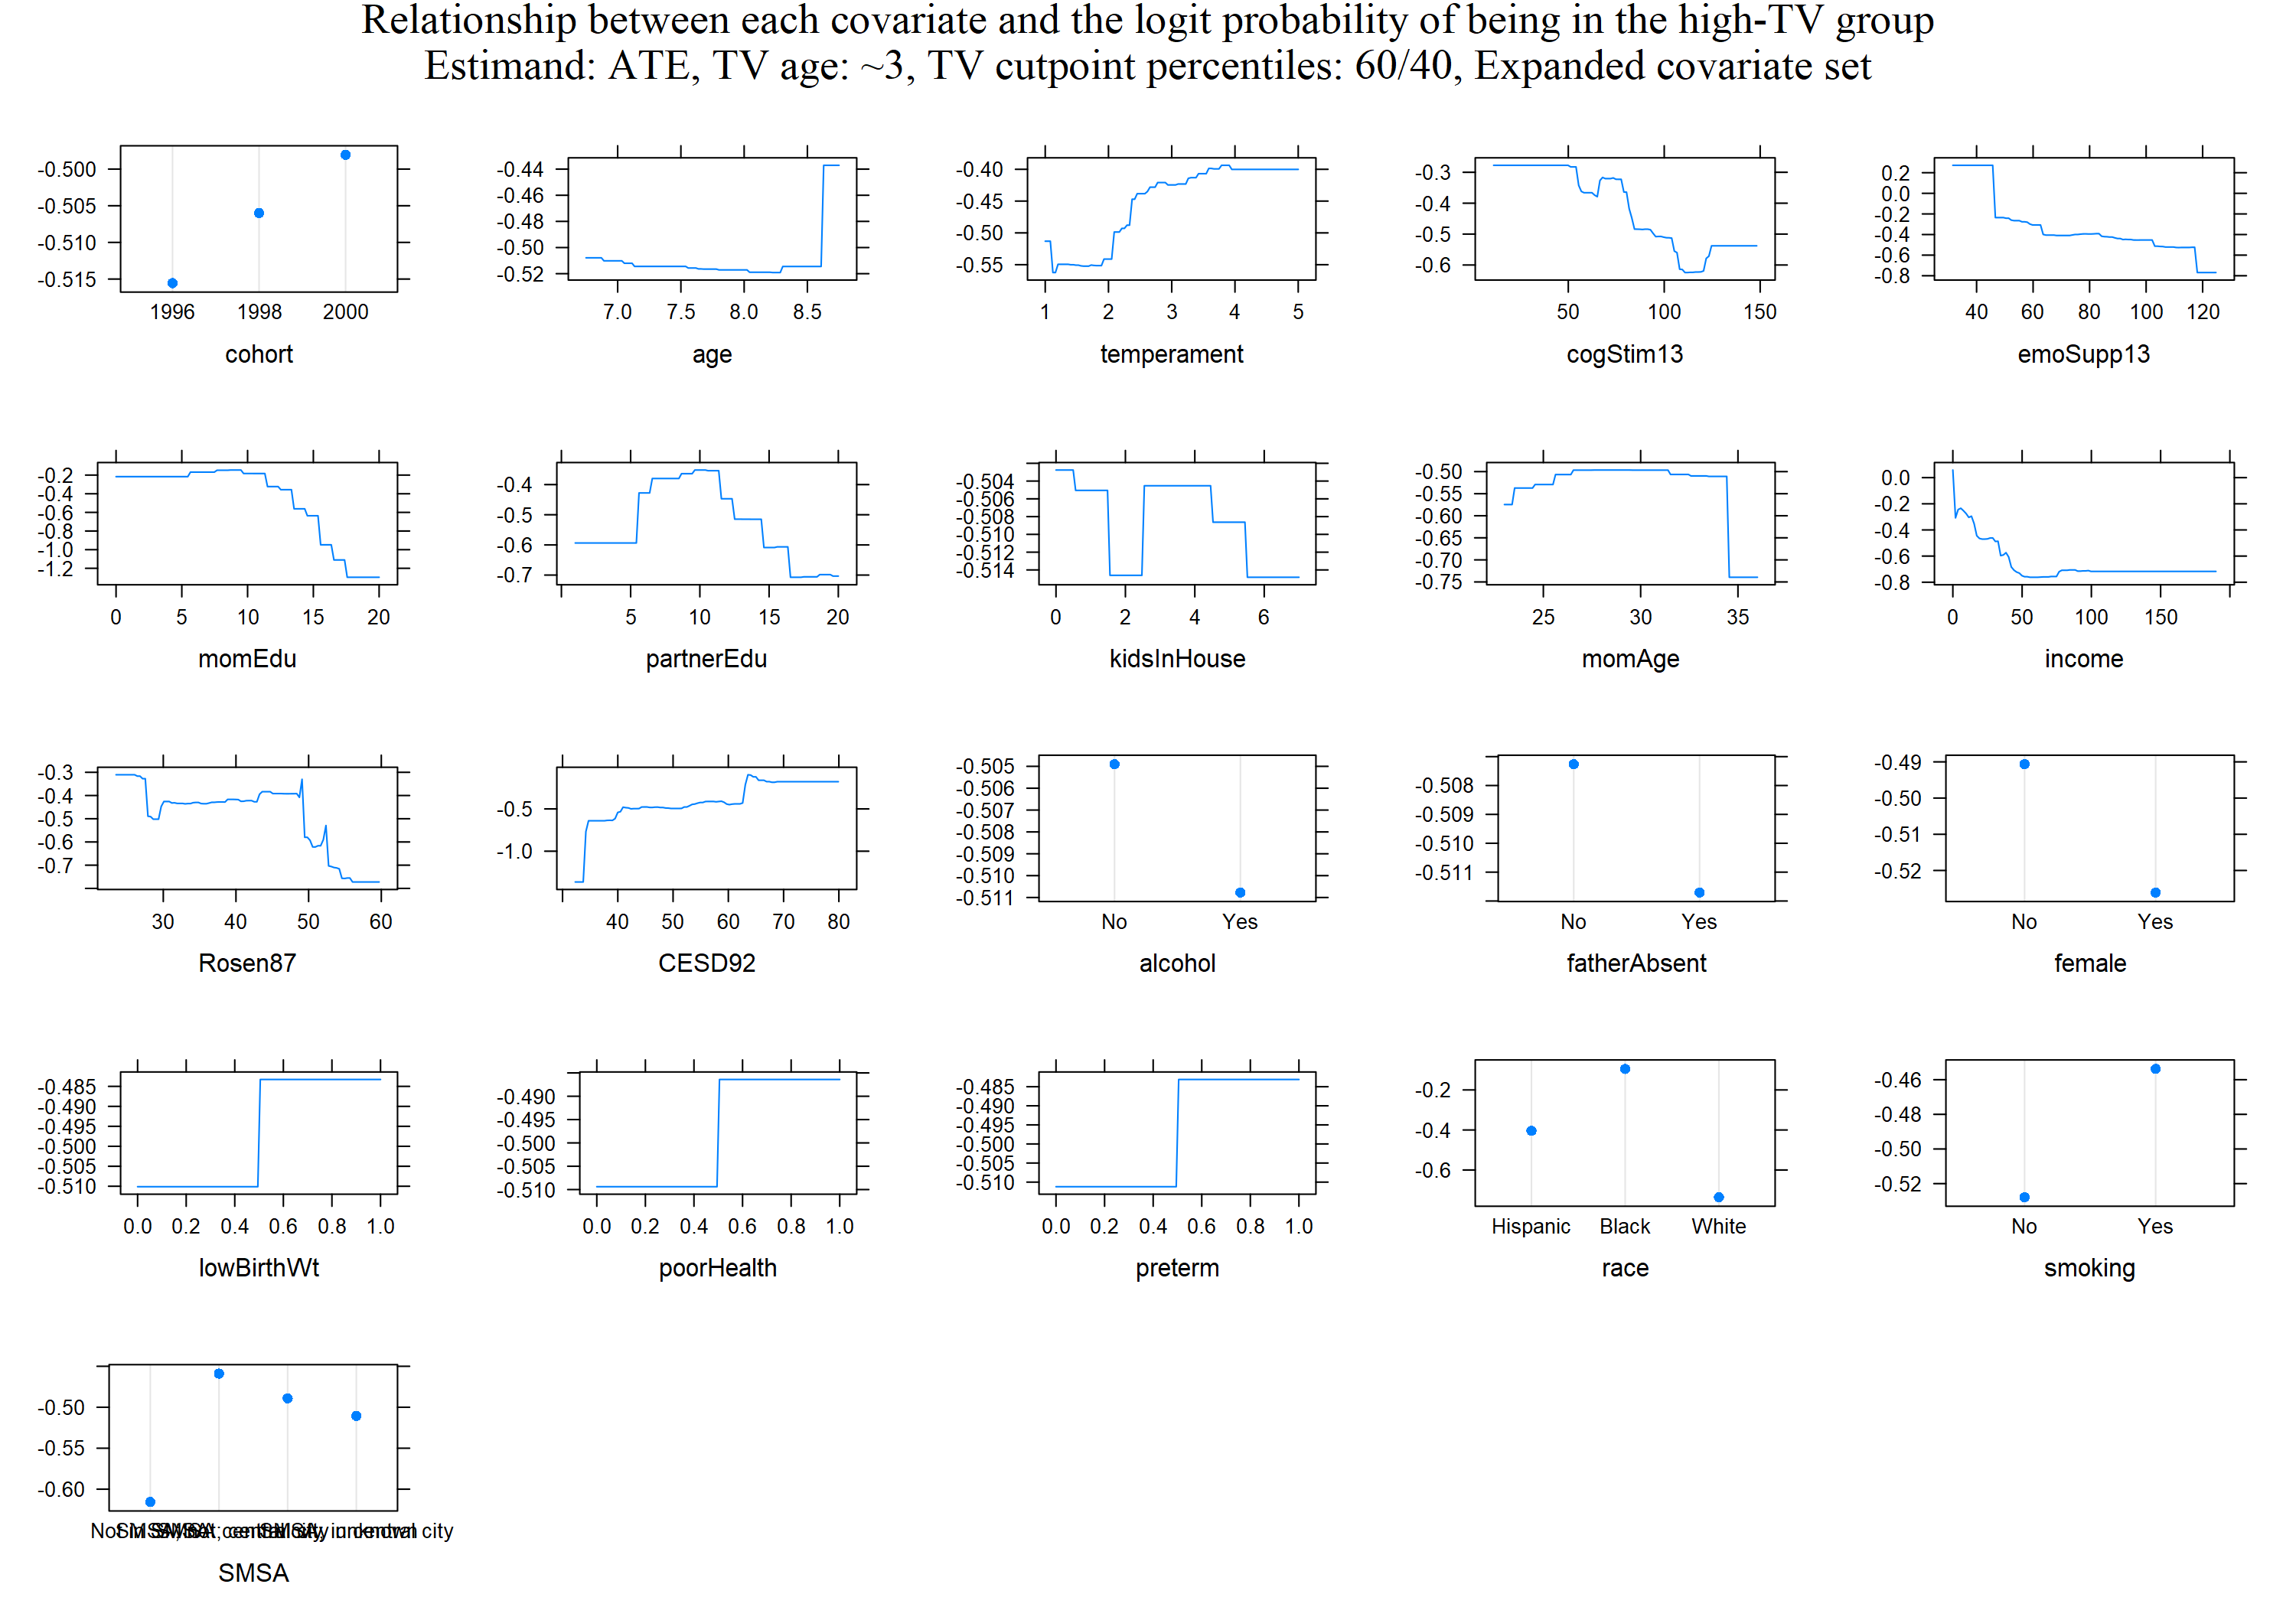 Relationship between each covariate and the logit probability of being in the high-TV group
Estimand: ATE, TV age: ~3, TV cutpoint percentiles: 60/40, Expanded covariate set
-0.500
-0.505
-0.510
-0.515
1996 1998 2000
cohort
-0.44
-0.46
-0.48
-0.50
-0.52
7.0 7.5 8.0 8.5
age
-0.40
-0.45
-0.50
-0.55
1 2 3 4 5
temperament
-0.3
-0.4
-0.5
-0.6
50 100 150
cogStim13
0.2
0.0
-0.2
-0.4
-0.6
-0.8
40 60 80 100 120
emoSupp13
-0.2
-0.4
-0.6
-0.8
-1.0
-1.2
0 5 10 15 20
momEdu
-0.4
-0.5
-0.6
-0.7
5 10 15 20
partnerEdu
-0.504
-0.506
-0.508
-0.510
-0.512
-0.514
0 2 4 6
kidsInHouse
-0.50
-0.55
-0.60
-0.65
-0.70
-0.75
25 30 35
momAge
0.0
-0.2
-0.4
-0.6
-0.8
0 50 100 150
income
-0.3
-0.4
-0.5
-0.6
-0.7
30 40 50 60
Rosen87
-0.5
-1.0
40 50 60 70 80
CESD92
-0.505
-0.506
-0.507
-0.508
-0.509
-0.510
-0.511
No Yes
alcohol
-0.508
-0.509
-0.510
-0.511
No Yes
fatherAbsent
-0.49
-0.50
-0.51
-0.52
No Yes
female
-0.485
-0.490
-0.495
-0.500
-0.505
-0.510
0.0 0.2 0.4 0.6 0.8 1.0
lowBirthWt
-0.490
-0.495
-0.500
-0.505
-0.510
0.0 0.2 0.4 0.6 0.8 1.0
poorHealth
-0.485
-0.490
-0.495
-0.500
-0.505
-0.510
0.0 0.2 0.4 0.6 0.8 1.0
preterm
-0.2
-0.4
-0.6
Hispanic Black White
race
-0.46
-0.48
-0.50
-0.52
No Yes
smoking
-0.50
-0.55
-0.60
SMSA